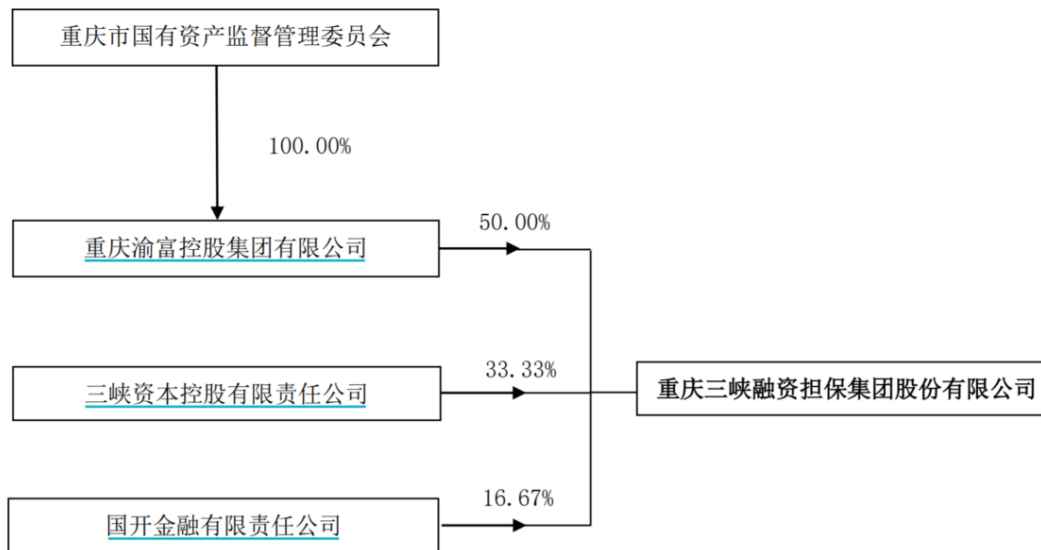 重庆市国有资产监督管理委员会
100.00%
重庆渝富控股集团有限公司
50.00%
三峡资本控股有限责任公司
33.33%
重庆三峡融资担保集团股份有限公司
国开金融有限责任公司
16.67%